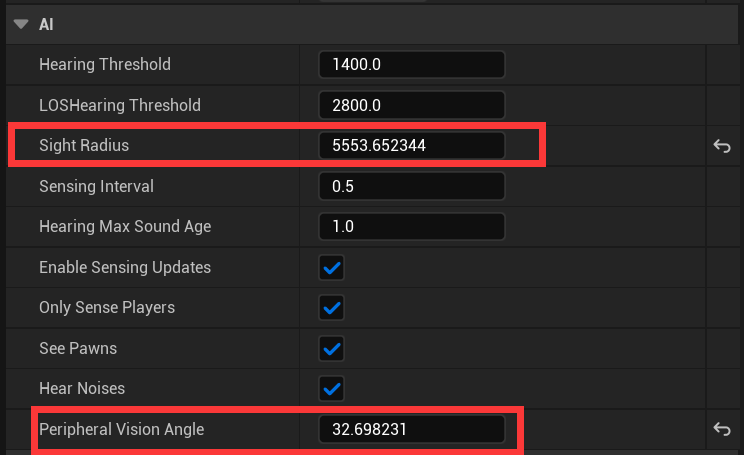 AI
Hearing Threshold 1400.0
LOSHearing Threshold 2800.0
Sight Radius 5553.652344
Sensing Interval 0.5
Hearing Max Sound Age 1.0
Enable Sensing Updates
Only Sense Players
See Pawns
Hear Noises
Peripheral Vision Angle 32.698231